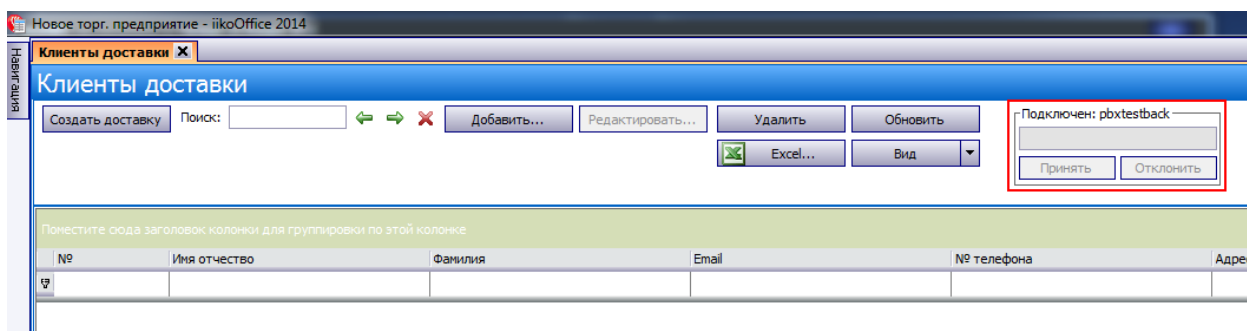 Новое торг. предприятие - iikoOffice 2014
Навигация
Клиенты доставки X
Клиенты доставки
Создать доставку Поиск: Добавить... Редактировать... Удалить Обновить
Подключен: pbxtestback
Excel... Вид
Принять Отклонить
Поместите сюда заголовок колонки для группировки по этой колонке
№ Имя отчество Фамилия Email № телефона Адре